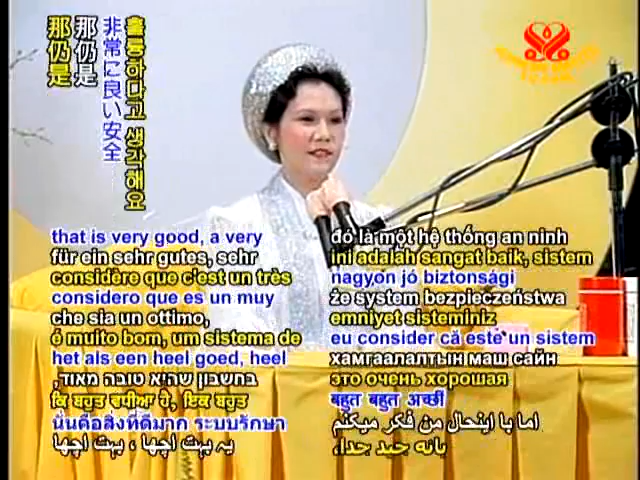 훌륭하다고 생각해요
非常に良い安全
那仍是
那仍是
that is very good, a very
für ein sehr gutes, sehr
considère que c'est un très
considero que es un muy
che sia un ottimo,
é muito bom, um sistema de
het als een heel goed, heel
בחשבון שהיא טובה מאוד,
ਕਿ ਬਹੁਤ ਵਧੀਆ ਹੈ, ਇਕ ਬਹੁਤ
นั่นคือสิ่งที่ดีมาก ระบบรักษา
یہ بہت اچھا ، بہت اچھا
đó là một hệ thống an ninh
ini adalah sangat baik, sistem
nagyon jó biztonsági
że system bezpieczeństwa
emniyet sisteminiz
eu consider că este un sistem
хамгаалалтын маш сайн
это очень хорошая
बहुत बहुत अच्छी
اما با اینحال من فکر میکنم
بانه جيد جدا،